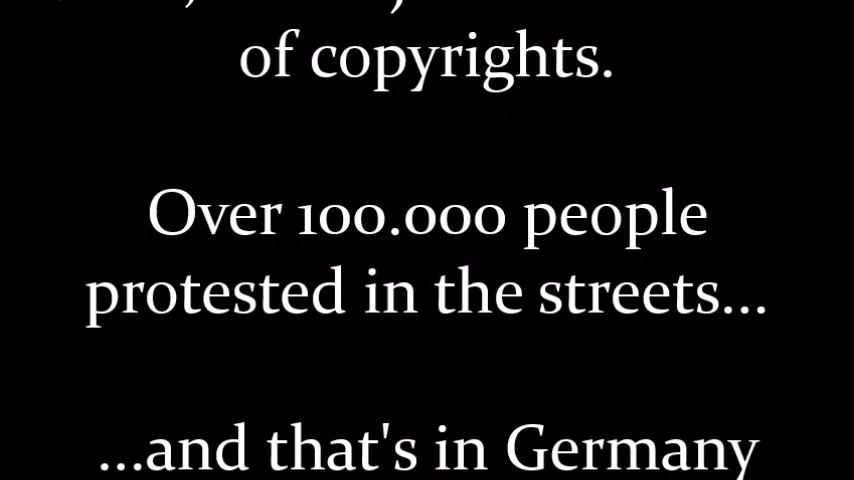 of copyrights.
Over 100.000 people
protested in the streets...
...and that's in Germany